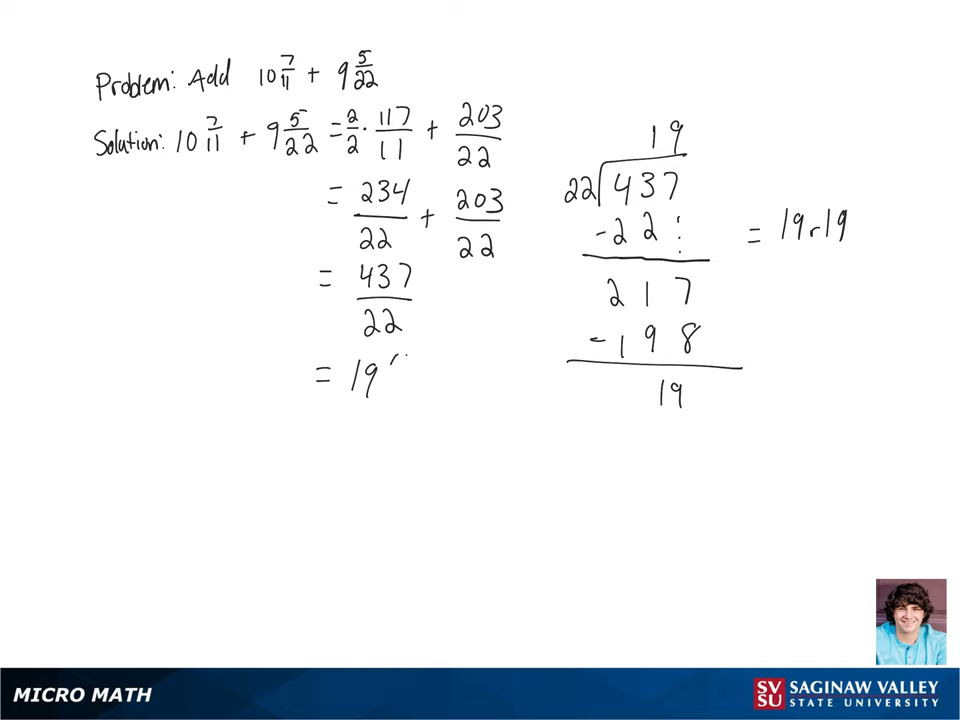 Problem: Add 10 7/11 + 9 5/22
Solution: 10 7/11 + 9 5/22 = 2/2 · 117/11 + 203/22
= 234/22 + 203/22
= 437/22
= 19
19
22)437
-22
217
-198
19
= 19 r 19
MICRO MATH
SV SU SAGINAW VALLEY
STATE UNIVERSITY